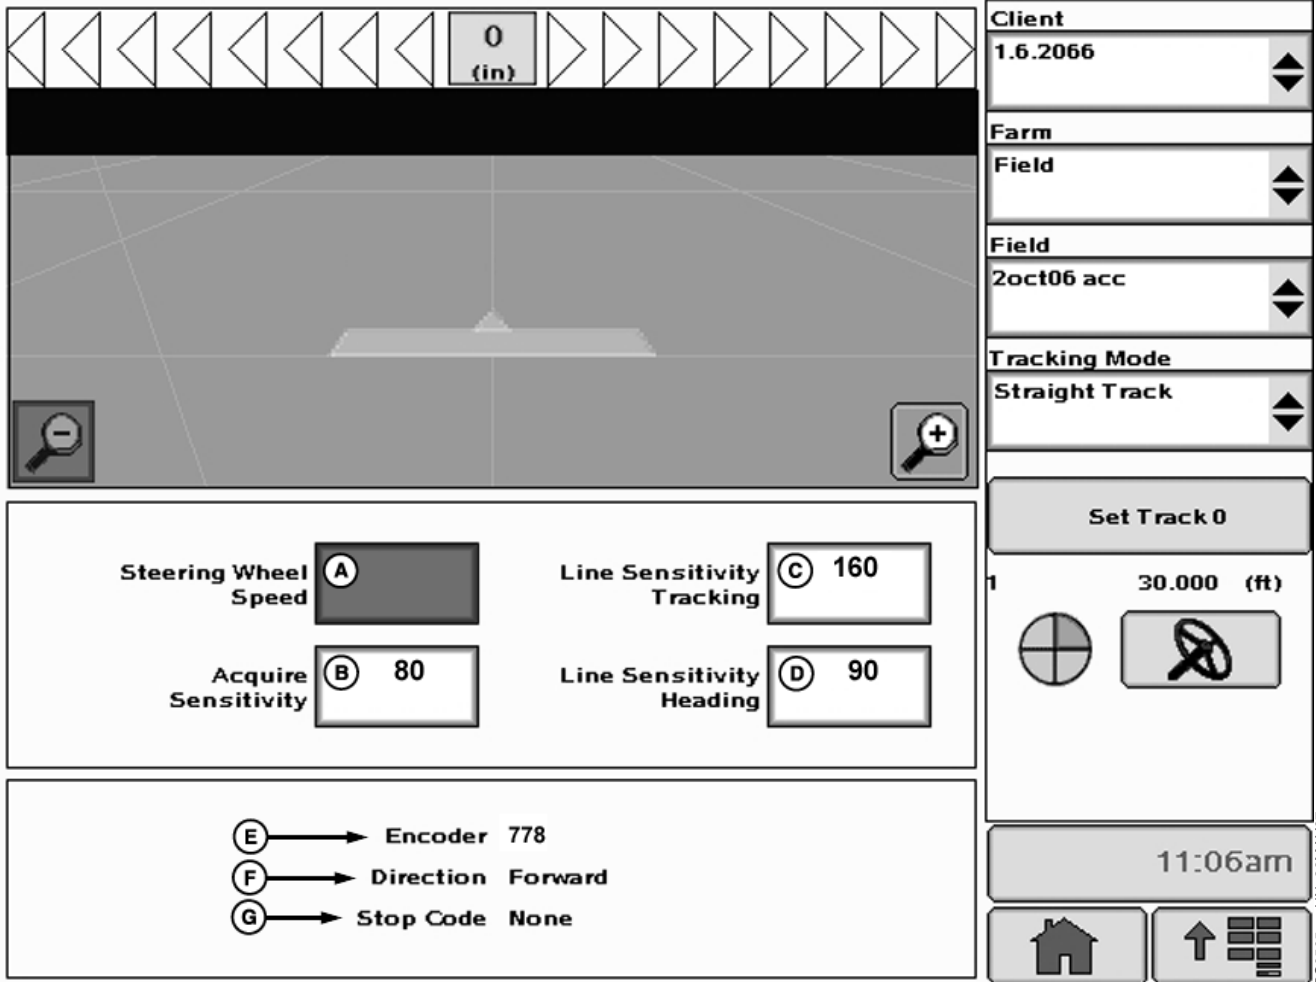 0
(in)
Client
1.6.2066
Farm
Field
Field
2oct06 acc
Tracking Mode
Straight Track
Set Track 0
1 30.000 (ft)
Steering Wheel
Speed
A
Line Sensitivity
Tracking
C 160
Acquire
Sensitivity
B 80
Line Sensitivity
Heading
D 90
E Encoder 778
F Direction Forward
G Stop Code None
11:06am